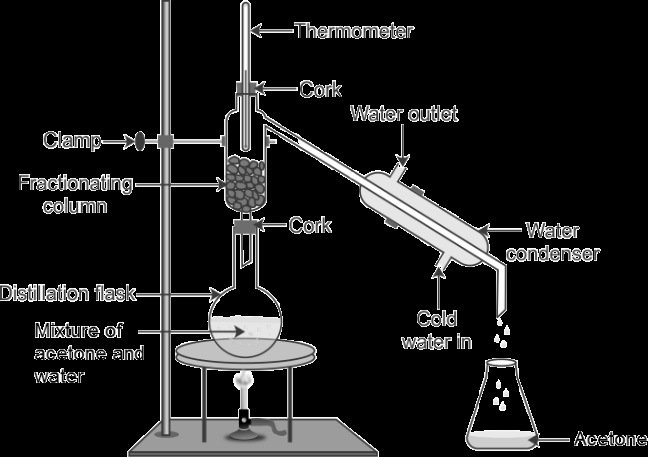 Thermometer
Cork
Water outlet
Clamp
Fractionating
column
Cork
Water
condenser
Distillation flask
Cold
water in
Mixture of
acetone and
water
Acetone